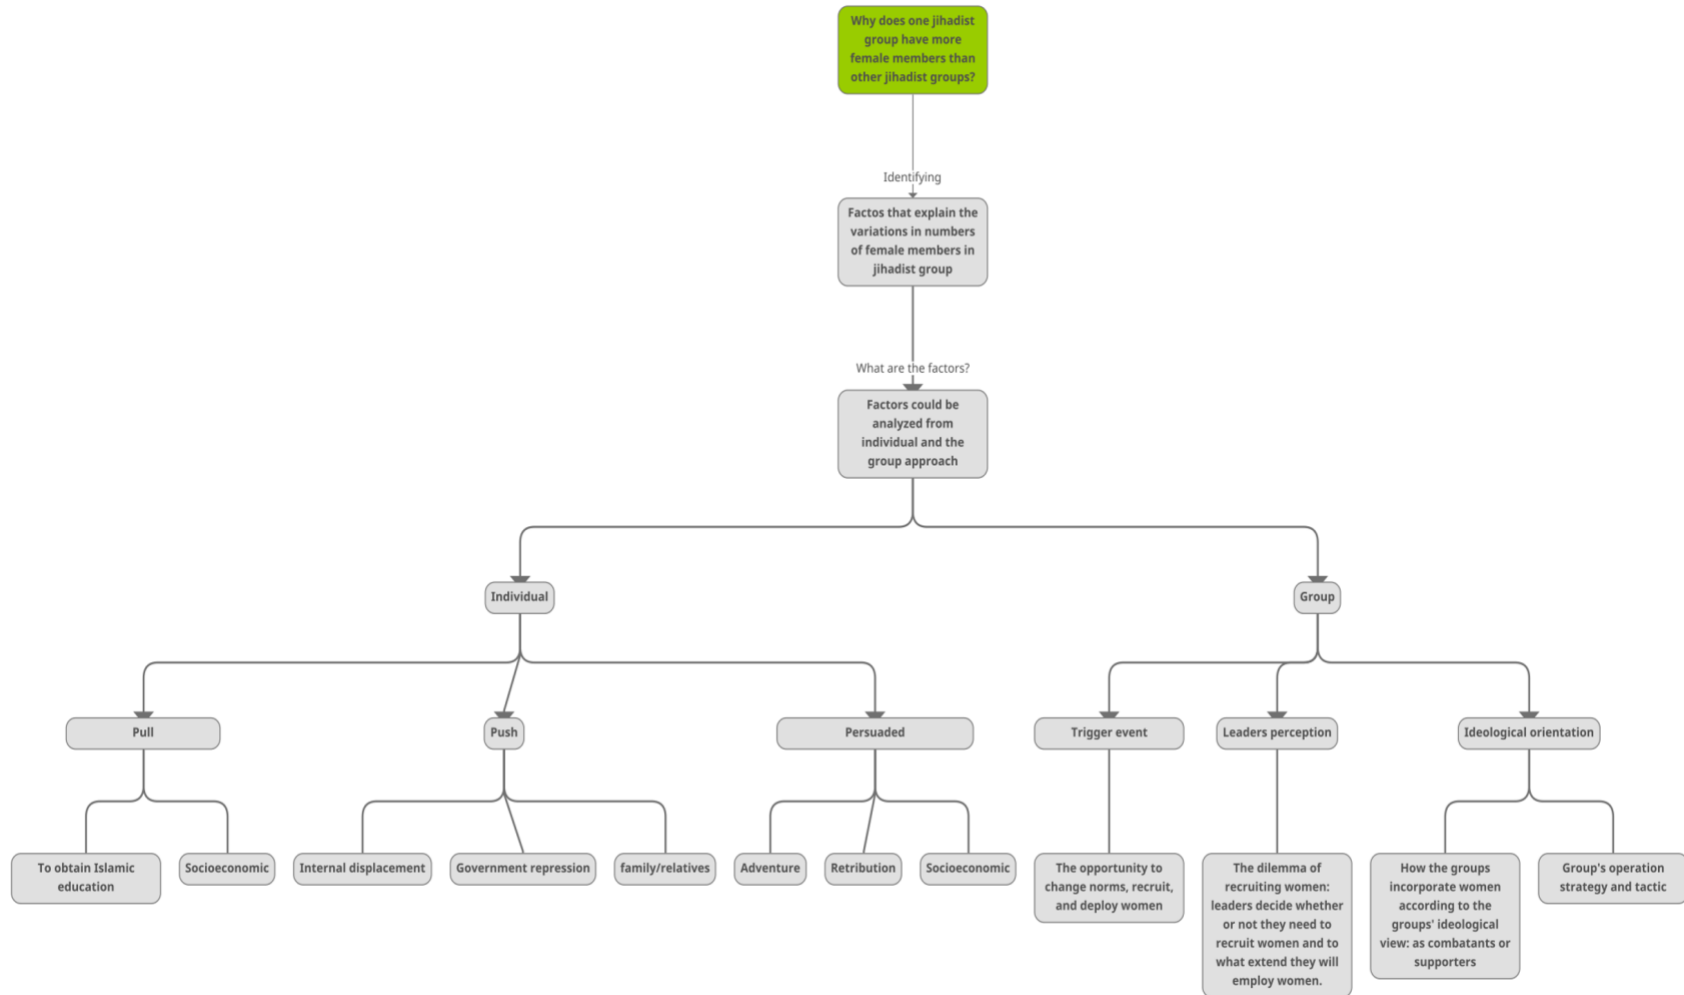 Why does one jihadist
group have more
female members than
other jihadist groups?
Identifying
Factos that explain the
variations in numbers
of female members in
jihadist group
What are the factors?
Factors could be
analyzed from
individual and the
group approach
Individual
Group
Pull
Push
Persuaded
Trigger event
Leaders perception
Ideological orientation
To obtain Islamic
education
Socioeconomic
Internal displacement
Government repression
family/relatives
Adventure
Retribution
Socioeconomic
The opportunity to
change norms, recruit,
and deploy women
The dilemma of
recruiting women:
leaders decide whether
or not they need to
recruit women and to
what extend they will
employ women.
How the groups
incorporate women
according to the
groups' ideological
view: as combatants or
supporters
Group's operation
strategy and tactic